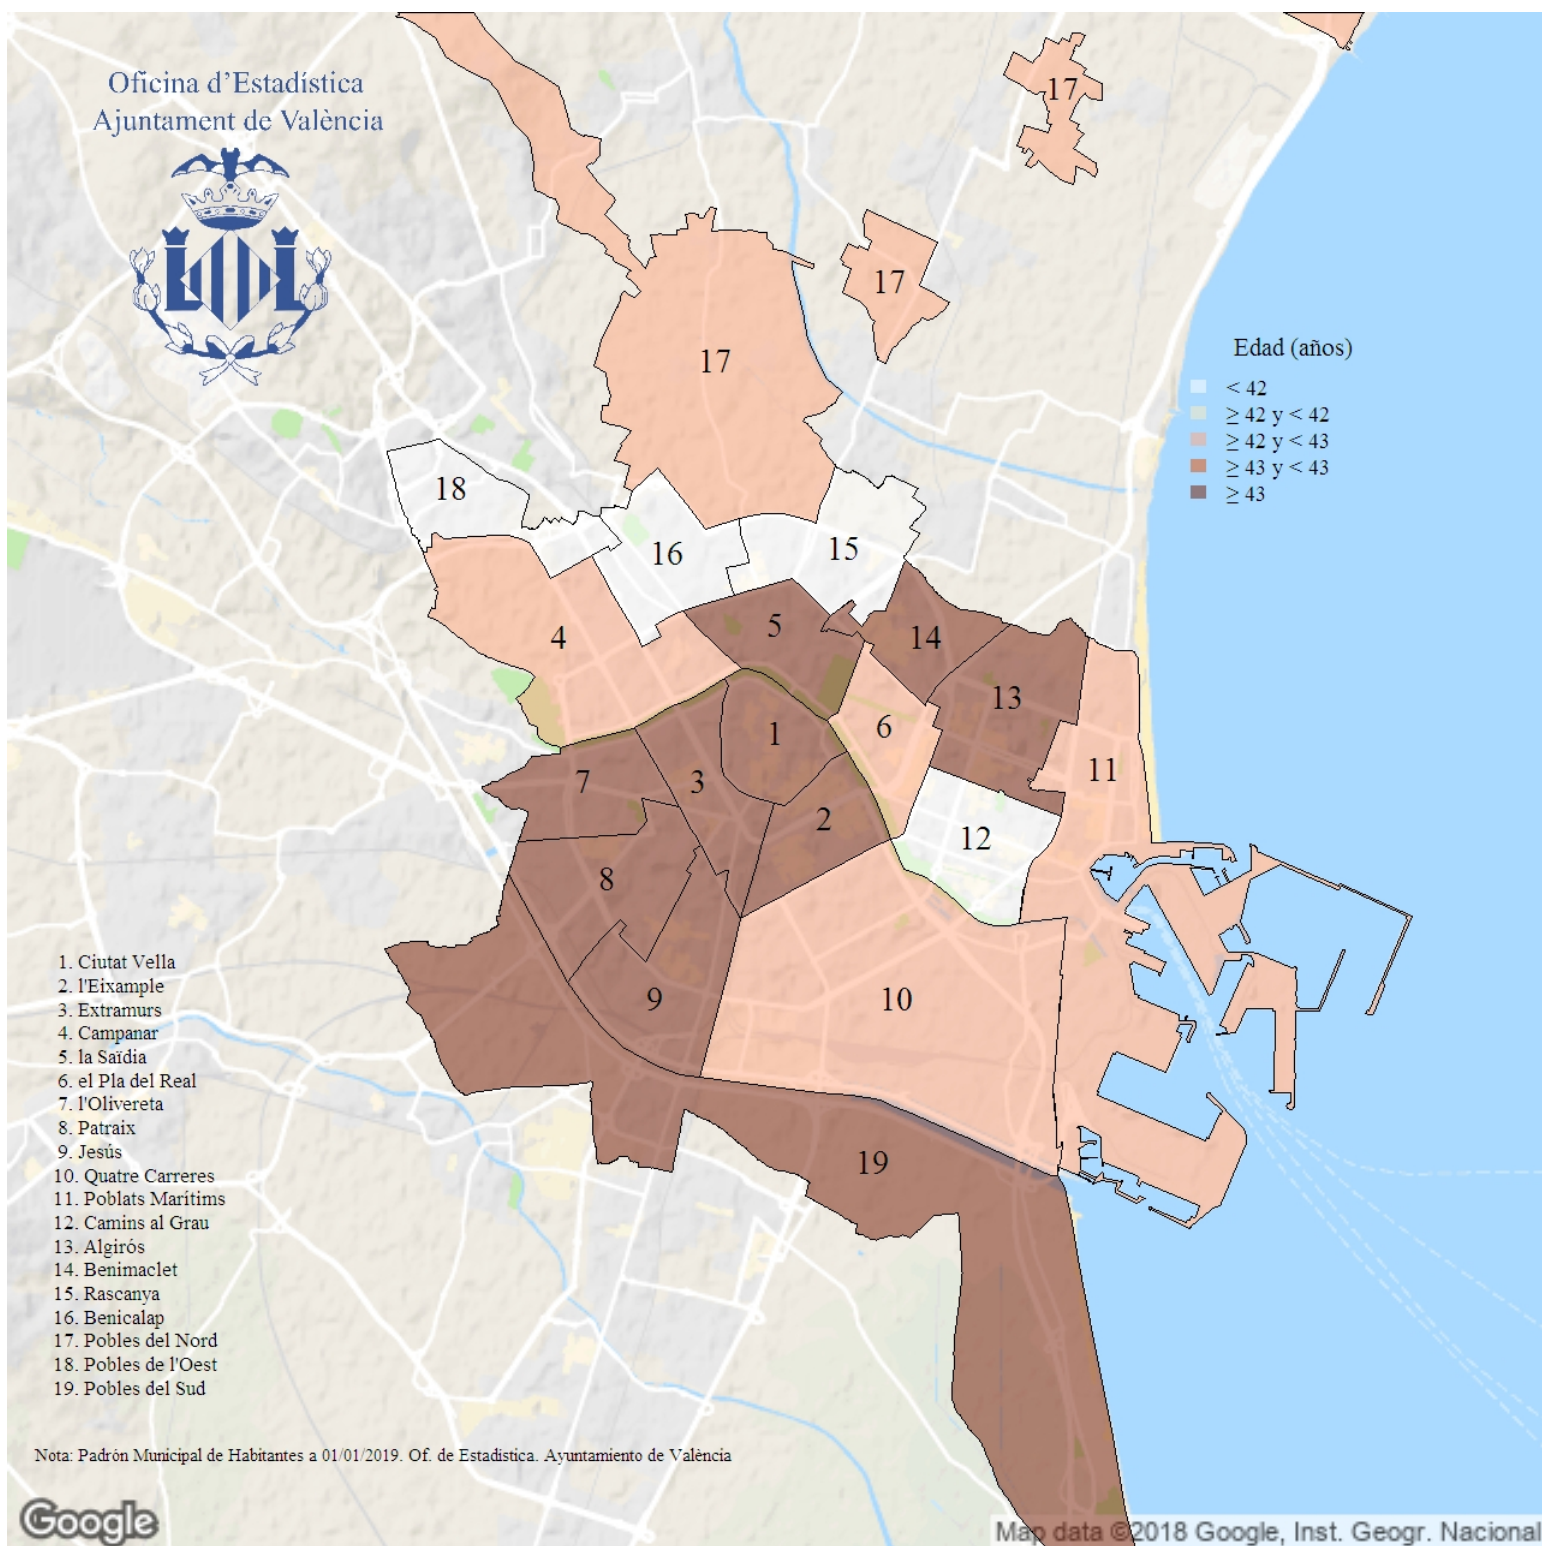 Oficina d'Estadística
Ajuntament de València
17
17
17
Edad (años)
< 42
≥ 42 y < 42
≥ 42 y < 43
≥ 43 y < 43
≥ 43
18
16
15
4
5
14
13
6
1
11
7
3
2
12
8
9
10
19
1. Ciutat Vella
2. l'Eixample
3. Extramurs
4. Campanar
5. la Saïdia
6. el Pla del Real
7. l'Olivereta
8. Patraix
9. Jesús
10. Quatre Carreres
11. Poblats Marítims
12. Camins al Grau
13. Algirós
14. Benimaclet
15. Rascanya
16. Benicalap
17. Pobles del Nord
18. Pobles de l'Oest
19. Pobles del Sud
Nota: Padrón Municipal de Habitantes a 01/01/2019. Of. de Estadística. Ayuntamiento de València
Google
Map data ©2018 Google, Inst. Geogr. Nacional